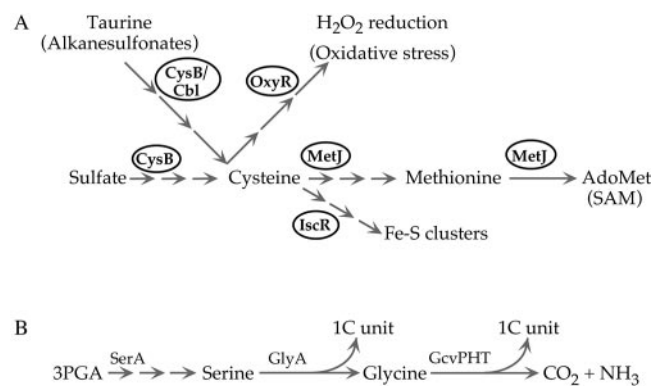 A
Taurine
(Alkanesulfonates)
H₂O₂ reduction
(Oxidative stress)
CysB/
Cbl
OxyR
CysB
MetJ
MetJ
Sulfate
Cysteine
Methionine
AdoMet
(SAM)
IscR
Fe-S clusters
B
1C unit
1C unit
SerA
GlyA
GcvPHT
3PGA
Serine
Glycine
CO₂ + NH₃